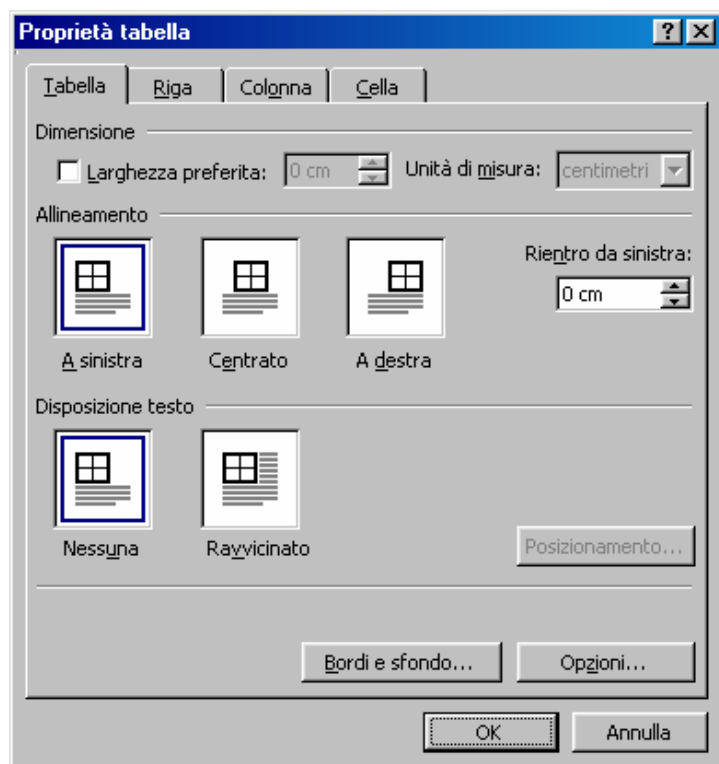 Proprietà tabella
Tabella Riga Colonna Cella
Dimensione
Larghezza preferita: 0 cm Unità di misura: centimetri
Allineamento
Rientro da sinistra:
0 cm
A sinistra Centrato A destra
Disposizione testo
Nessuna Ravvicinato
Posizionamento...
Bordi e sfondo... Opzioni...
OK Annulla